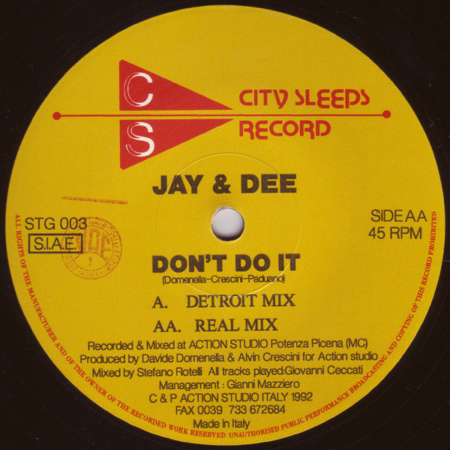 C
S
CITY SLEEPS
RECORD
JAY & DEE
STG 003
S.I.A.E.
SIDE AA
45 RPM
DON'T DO IT
(Domenella-Crescini-Paduano)
A. DETROIT MIX
AA. REAL MIX
Recorded & Mixed at ACTION STUDIO Potenza Picena (MC)
Produced by Davide Domenella & Alvin Crescini for Action studio
Mixed by Stefano Rotelli All tracks played:Giovanni Ceccati
Management : Gianni Mazziero
C & P ACTION STUDIO ITALY 1992
FAX 0039 733 672684
Made in Italy
ALL RIGHTS OF THE MANUFACTURER AND OF THE OWNER OF THE RECORDED WORK RESERVED UNAUTHORISED PUBLIC PERFORMANCE BROADCASTING AND COPYING OF THIS RECORD PROHIBITED